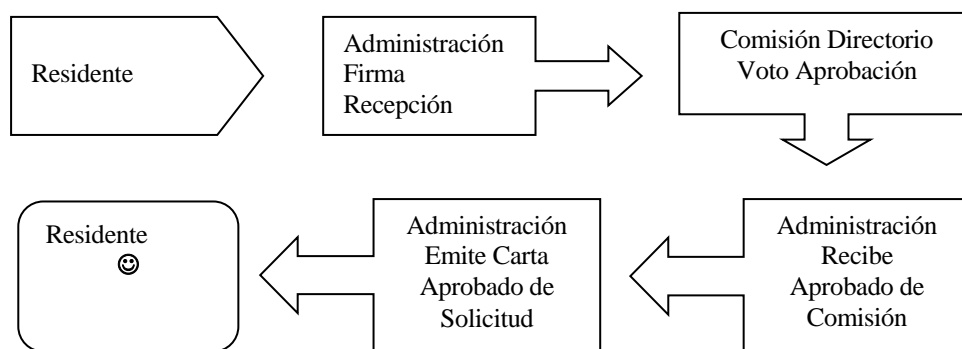 Residente
Administración
Firma
Recepción
Comisión Directorio
Voto Aprobación
Administración
Recibe
Aprobado de
Comisión
Administración
Emite Carta
Aprobado de
Solicitud
Residente
☺